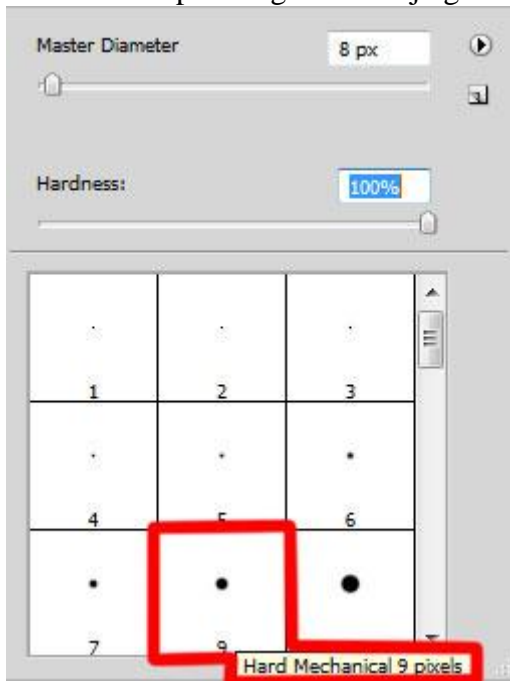 Master Diameter 8 px
Hardness: 100%
1 2 3
4 5 6
7 9
Hard Mechanical 9 pixels